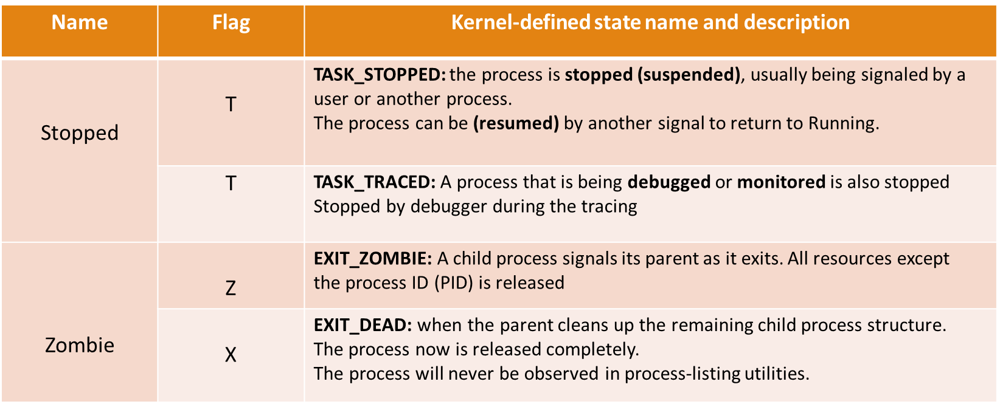 Name Flag Kernel-defined state name and description
Stopped
T
TASK_STOPPED: the process is stopped (suspended), usually being signaled by a
user or another process.
The process can be (resumed) by another signal to return to Running.
T
TASK_TRACED: A process that is being debugged or monitored is also stopped
Stopped by debugger during the tracing
Zombie
Z
EXIT_ZOMBIE: A child process signals its parent as it exits. All resources except
the process ID (PID) is released
X
EXIT_DEAD: when the parent cleans up the remaining child process structure.
The process now is released completely.
The process will never be observed in process-listing utilities.